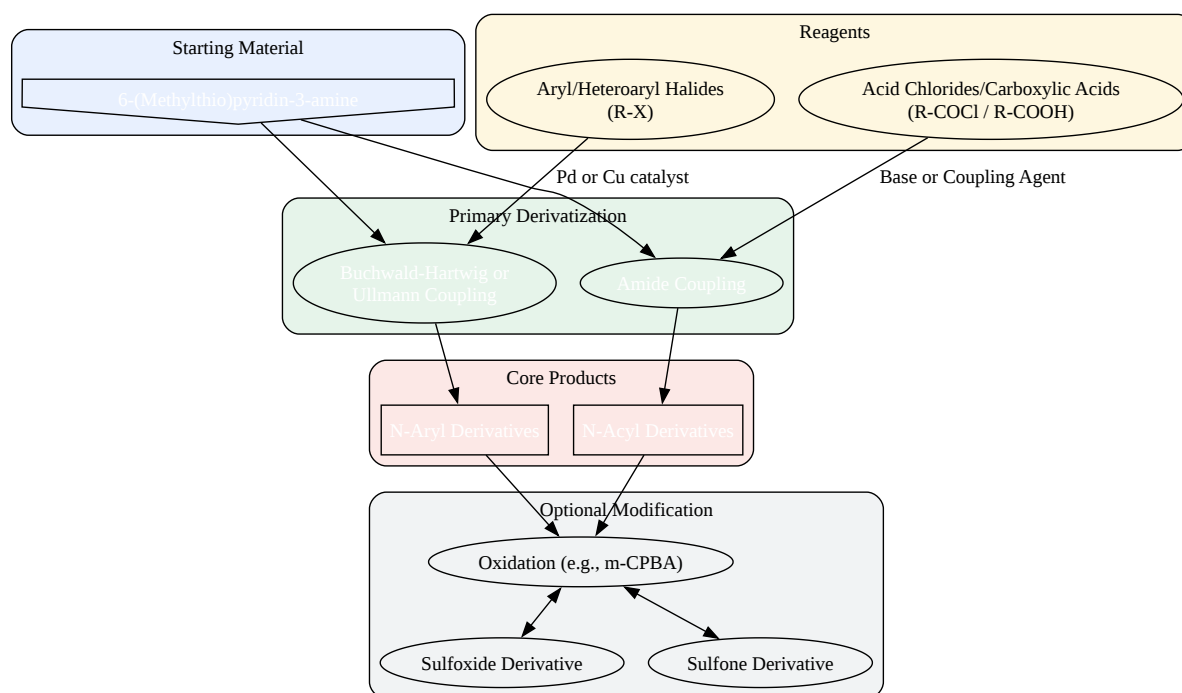 Starting Material
6-(Methylthio)pyridin-3-amine
Reagents
Aryl/Heteroaryl Halides
(R-X)
Acid Chlorides/Carboxylic Acids
(R-COCl / R-COOH)
Pd or Cu catalyst
Base or Coupling Agent
Primary Derivatization
Buchwald-Hartwig or
Ullmann Coupling
Amide Coupling
Core Products
N-Aryl Derivatives
N-Acyl Derivatives
Optional Modification
Oxidation (e.g., m-CPBA)
Sulfoxide Derivative
Sulfone Derivative